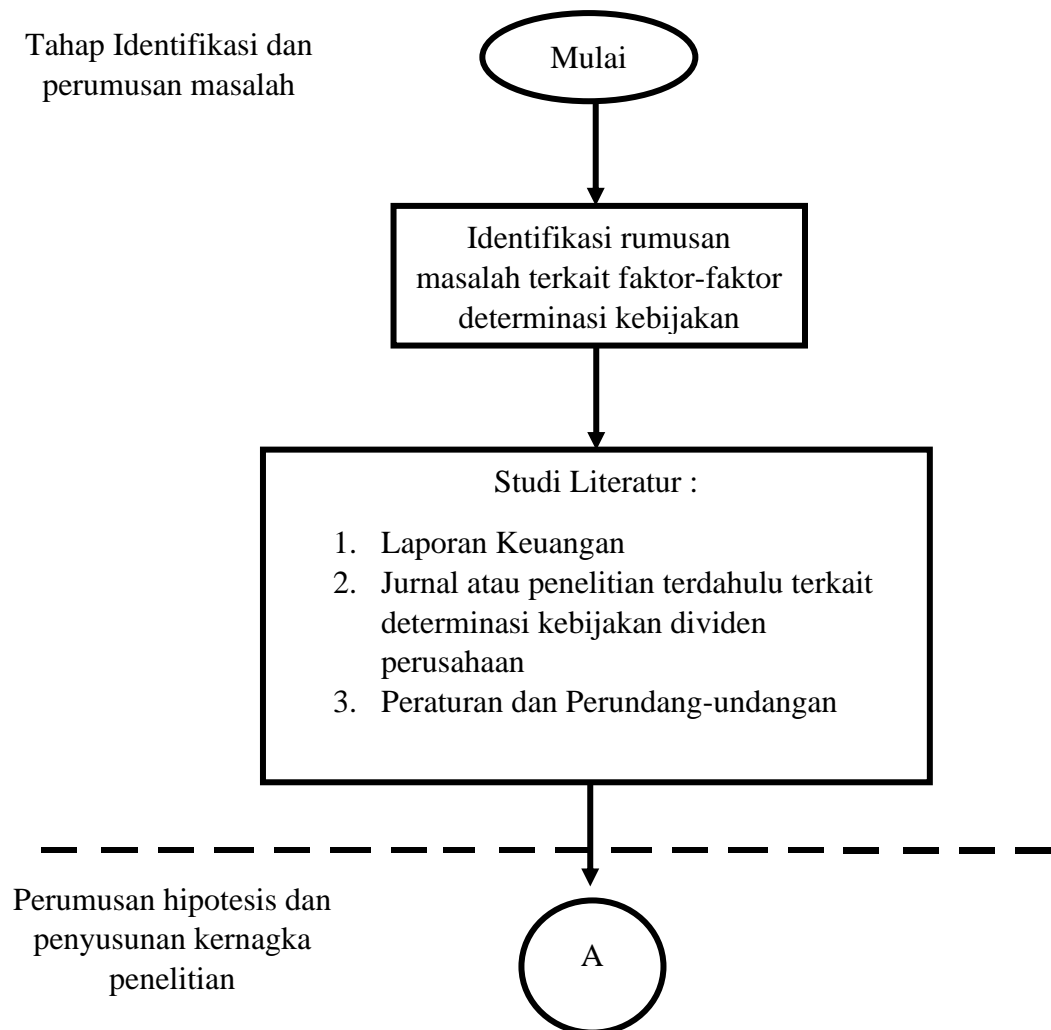 Tahap Identifikasi dan
perumusan masalah
Mulai
Identifikasi rumusan
masalah terkait faktor-faktor
determinasi kebijakan
Studi Literatur :
1. Laporan Keuangan
2. Jurnal atau penelitian terdahulu terkait
determinasi kebijakan dividen
perusahaan
3. Peraturan dan Perundang-undangan
Perumusan hipotesis dan
penyusunan kernagka
penelitian
A